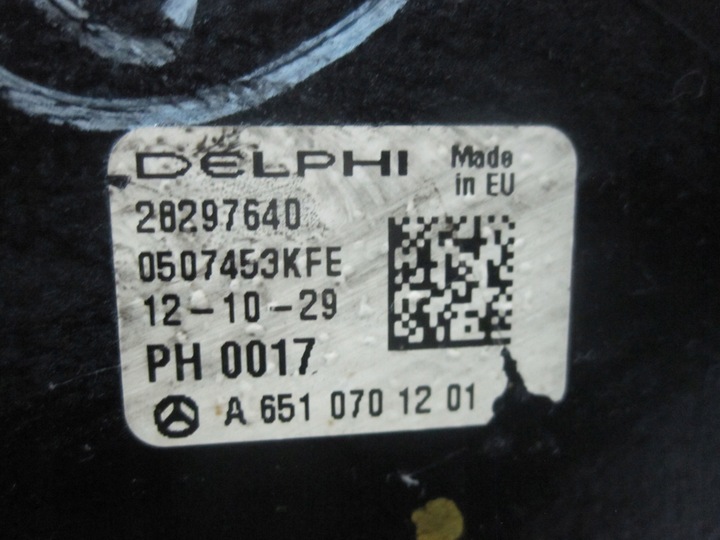 DELPHI
Made
in EU
28297640
0507453KFE
12-10-29
PH 0017
A 651 070 12 01